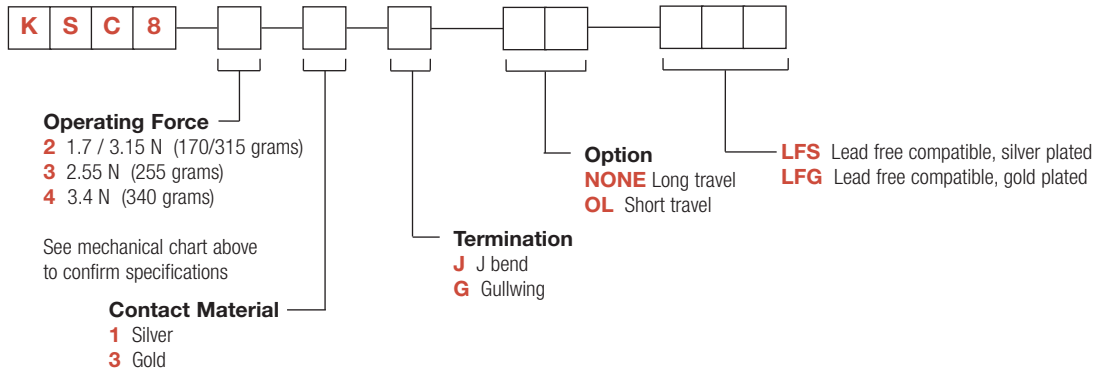 K S C 8
Operating Force
2 1.7 / 3.15 N (170/315 grams)
3 2.55 N (255 grams)
4 3.4 N (340 grams)
See mechanical chart above
to confirm specifications
Contact Material
1 Silver
3 Gold
Termination
J J bend
G Gullwing
Option
NONE Long travel
OL Short travel
LFS Lead free compatible, silver plated
LFG Lead free compatible, gold plated